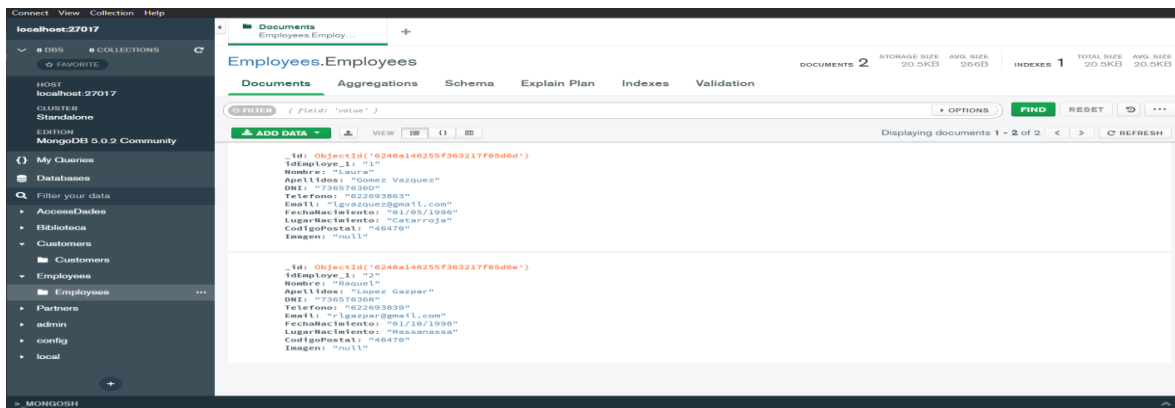 Connect View Collection Help
localhost:27017
8 DBS 8 COLLECTIONS
FAVORITE
HOST
localhost:27017
CLUSTER
Standalone
EDITION
MongoDB 5.0.2 Community
{} My Queries
Databases
Filter your data
AccessDades
Biblioteca
Customers
Customers
Employees
Employees
Partners
admin
config
local
+
>_MONGOSH
Documents
Employees.Employ...
+
Employees.Employees
DOCUMENTS 2 STORAGE SIZE 20.5KB AVG. SIZE 266B INDEXES 1 TOTAL SIZE 20.5KB AVG. SIZE 20.5KB
Documents Aggregations Schema Explain Plan Indexes Validation
FILTER { field: 'value' } OPTIONS FIND RESET ...
ADD DATA VIEW {} Displaying documents 1 - 2 of 2 < > REFRESH
_id: ObjectId('6248a146255f363217f05d6d')
idEmploye_1: "1"
Nombre: "Laura"
Apellidos: "Gomez Vazquez"
DNI: "73657636D"
Telefono: "622693863"
Email: "lgvazquez@gmail.com"
FechaNacimiento: "01/05/1996"
LugarNacimiento: "Catarroja"
CodigoPostal: "46470"
Imagen: "null"
_id: ObjectId('6248a146255f363217f05d6e')
idEmploye_1: "2"
Nombre: "Raquel"
Apellidos: "Lopez Gazpar"
DNI: "73657636R"
Telefono: "622693839"
Email: "rlgazpar@gmail.com"
FechaNacimiento: "01/10/1998"
LugarNacimiento: "Massanassa"
CodigoPostal: "46470"
Imagen: "null"